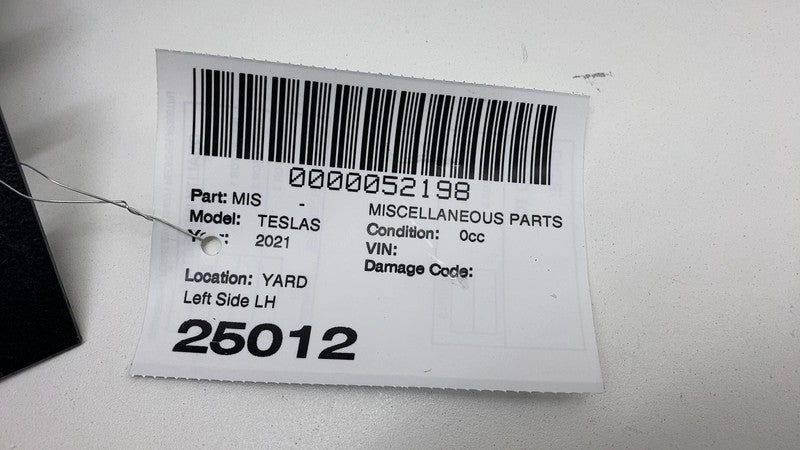 0000052198
Part: MIS -
MISCELLANEOUS PARTS
Model: TESLAS
Condition: 0cc
Year: 2021
VIN:
Damage Code:
Location: YARD
Left Side LH
25012